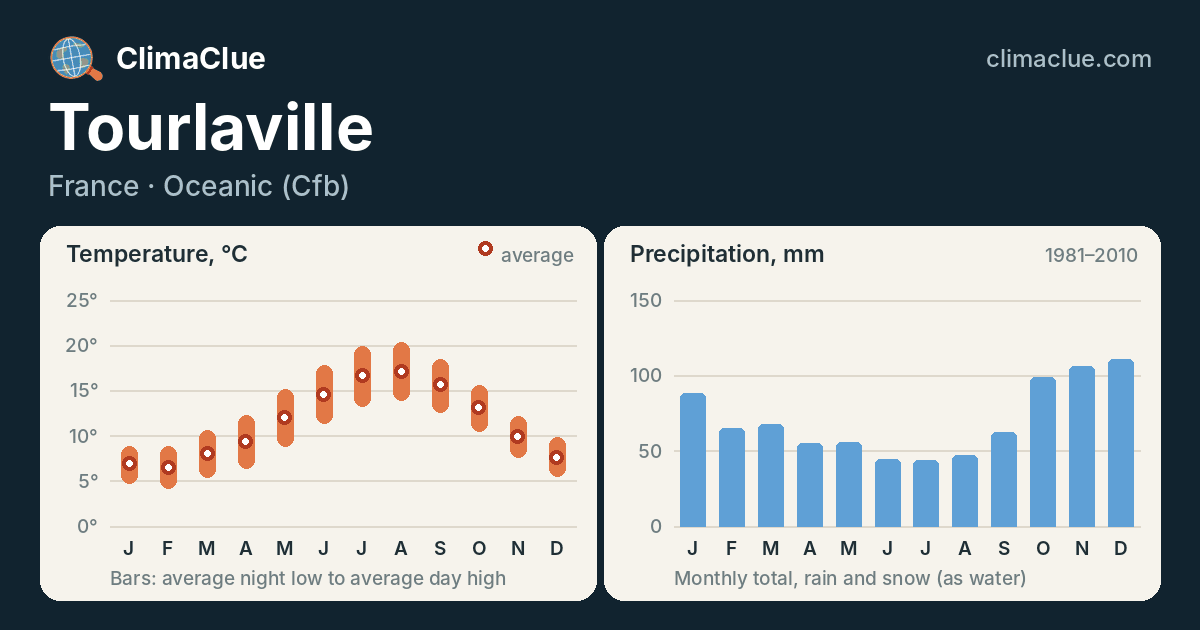 ClimaClue
climaclue.com
Tourlaville
France · Oceanic (Cfb)
Temperature, °C
average
25°
20°
15°
10°
5°
0°
J F M A M J J A S O N D
Bars: average night low to average day high
Precipitation, mm
1981–2010
150
100
50
0
J F M A M J J A S O N D
Monthly total, rain and snow (as water)